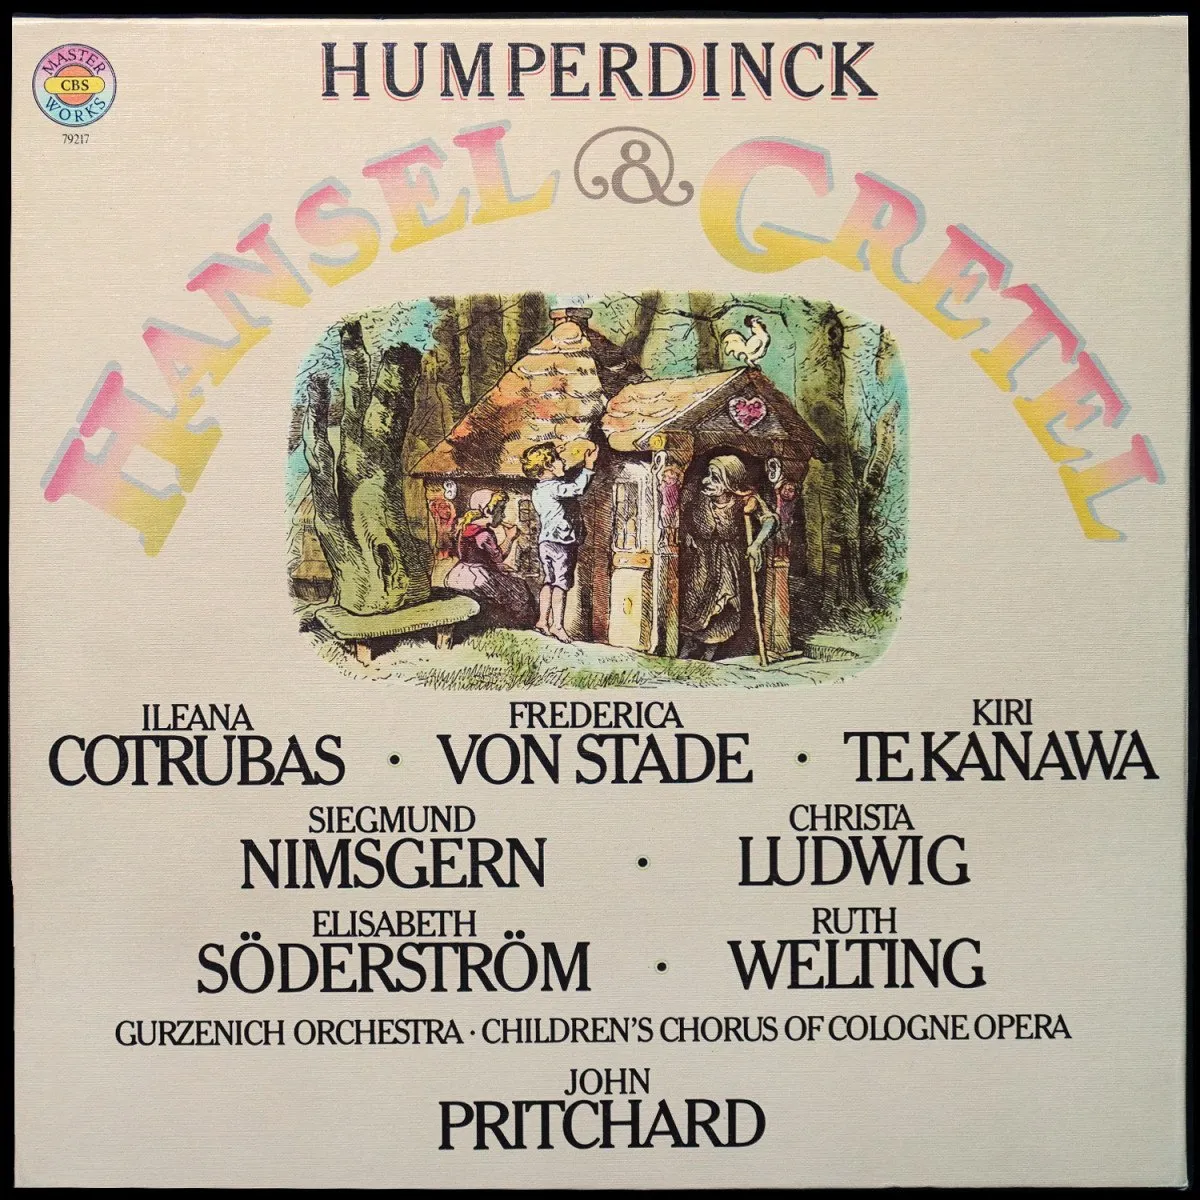 MASTER
CBS
WORKS
79217
HUMPERDINCK
HANSEL & GRETEL
ILEANA
COTRUBAS
•
FREDERICA
VON STADE
•
KIRI
TE KANAWA
SIEGMUND
NIMSGERN
•
CHRISTA
LUDWIG
ELISABETH
SÖDERSTRÖM
•
RUTH
WELTING
GURZENICH ORCHESTRA · CHILDREN'S CHORUS OF COLOGNE OPERA
JOHN
PRITCHARD